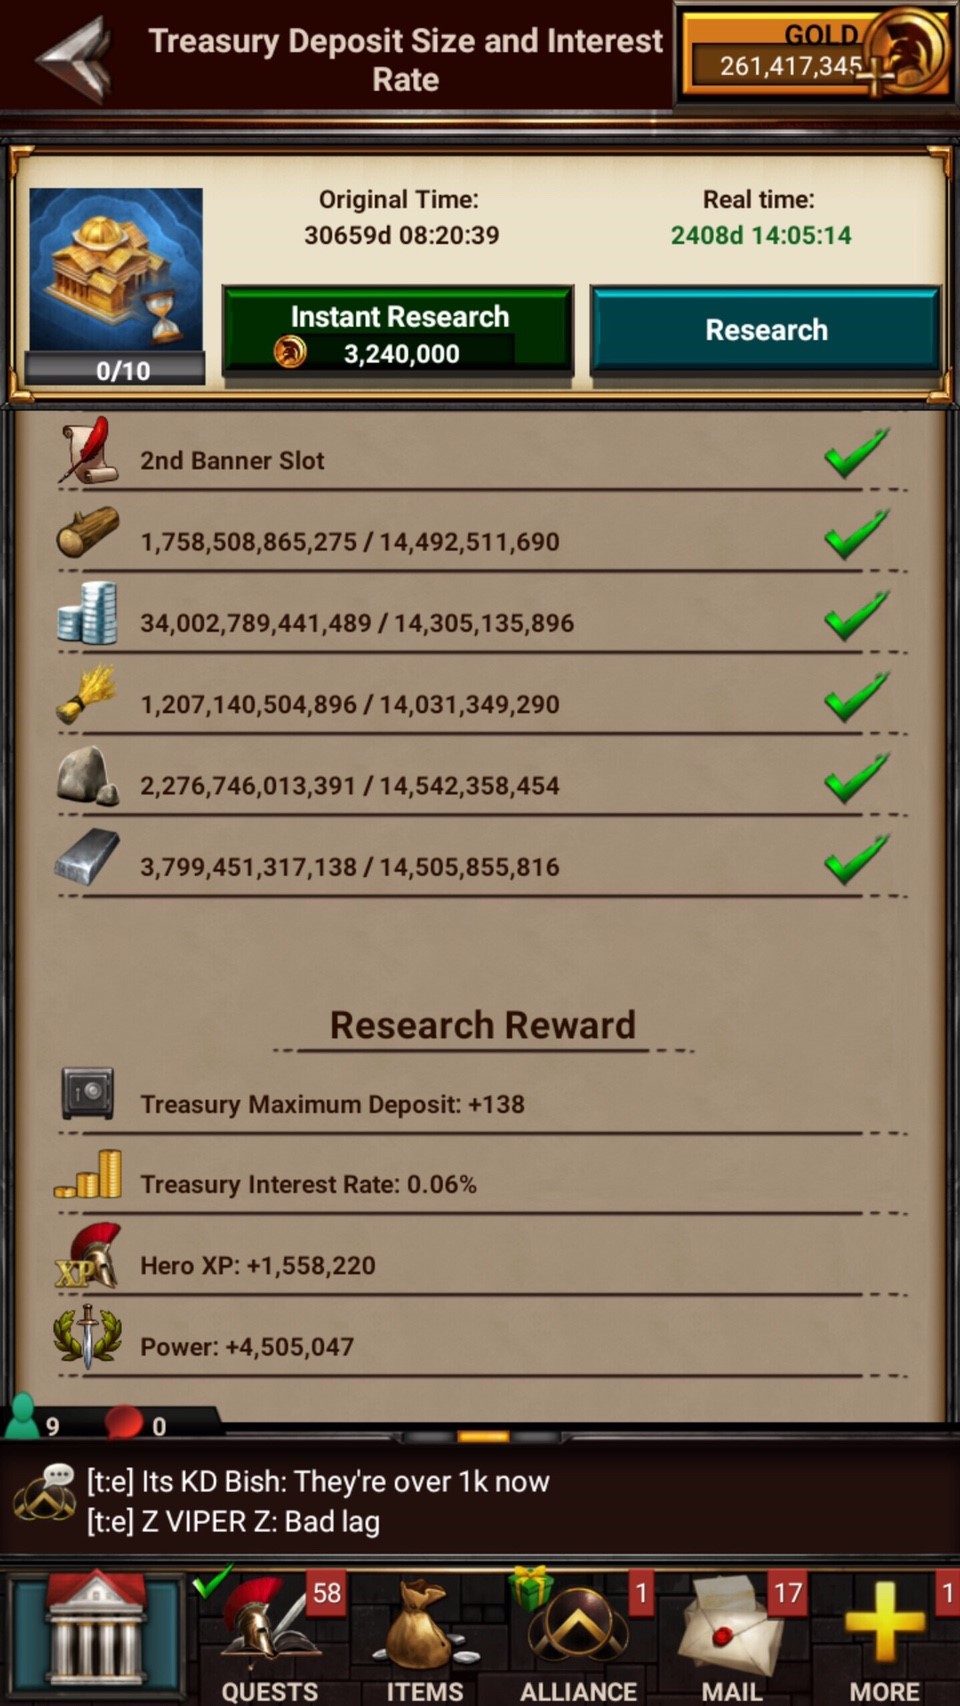 Treasury Deposit Size and Interest
Rate
GOLD
261,417,345
Original Time:
30659d 08:20:39
Real time:
2408d 14:05:14
Instant Research
3,240,000
Research
0/10
2nd Banner Slot
1,758,508,865,275 / 14,492,511,690
34,002,789,441,489 / 14,305,135,896
1,207,140,504,896 / 14,031,349,290
2,276,746,013,391 / 14,542,358,454
3,799,451,317,138 / 14,505,855,816
Research Reward
Treasury Maximum Deposit: +138
Treasury Interest Rate: 0.06%
XP
Hero XP: +1,558,220
Power: +4,505,047
9
0
[t:e] Its KD Bish: They're over 1k now
[t:e] Z VIPER Z: Bad lag
58
1
17
1
QUESTS
ITEMS
ALLIANCE
MAIL
MORE